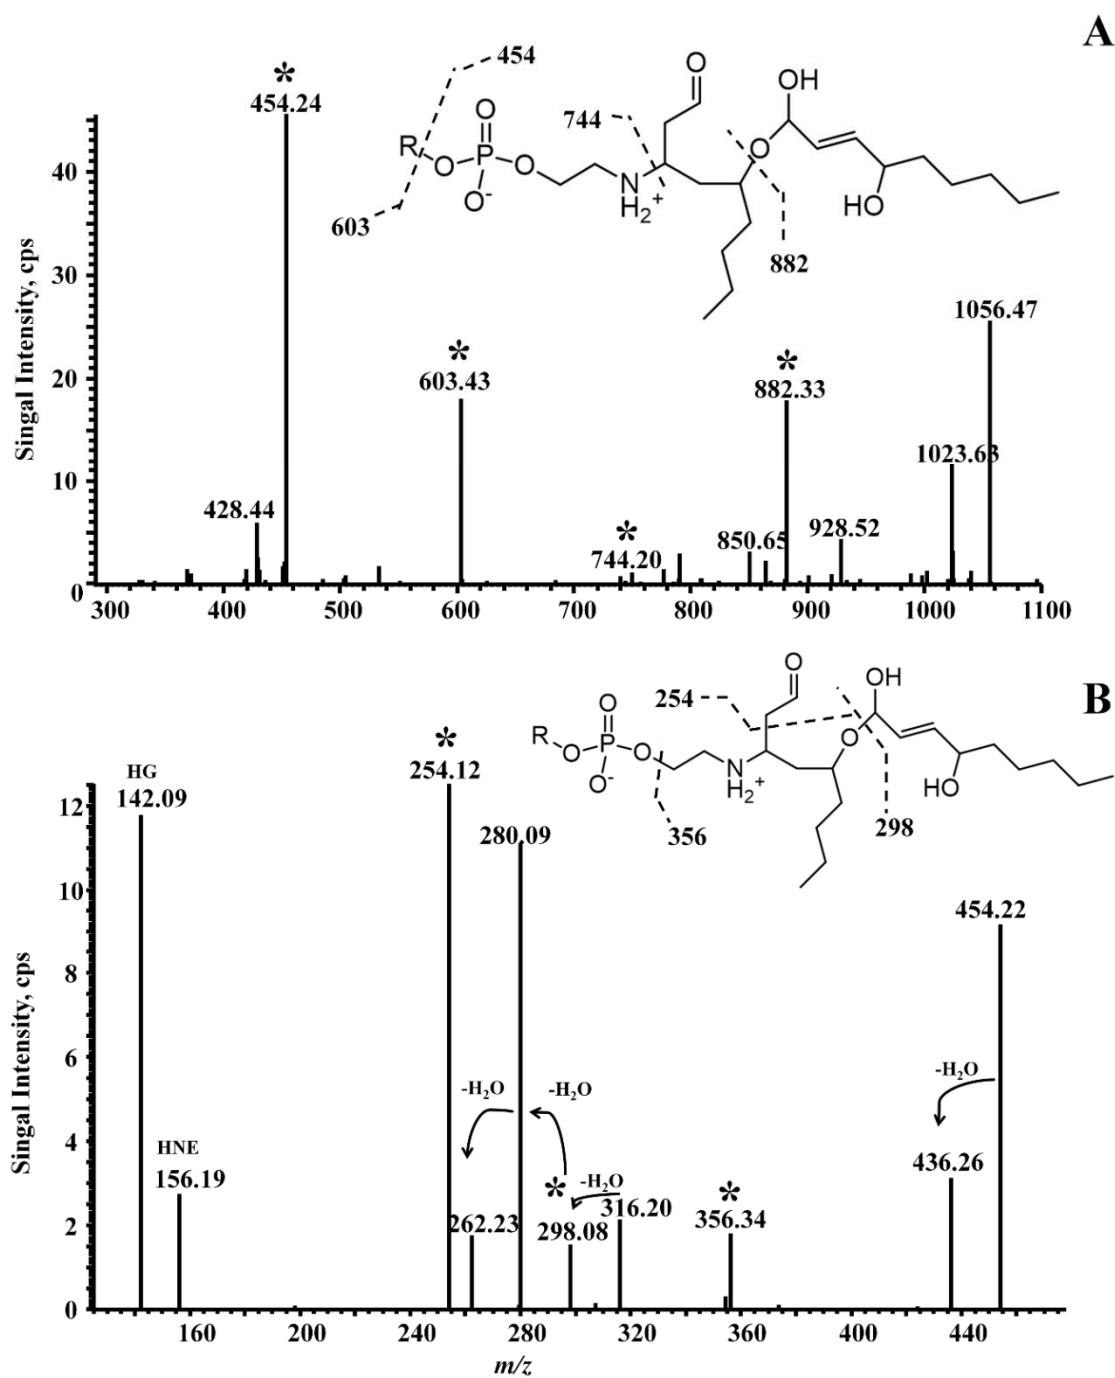 A
*
454.24
454
603
744
882
O
OH
R
O
P
O
O
O-
N
H2+
O
HO
Singal Intensity, cps
40
30
20
10
0
*
603.43
*
882.33
1056.47
1023.63
428.44
*
744.20
850.65
928.52
300 400 500 600 700 800 900 1000 1100
B
O
OH
254
R
O
P
O
O
O-
N
H2+
O
HO
356
298
Singal Intensity, cps
12
10
8
6
4
2
0
HG
142.09
*
254.12
280.09
454.22
-H2O
-H2O
-H2O
HNE
156.19
*
-H2O
*
436.26
262.23
298.08
316.20
356.34
160 200 240 280 320 360 400 440
m/z